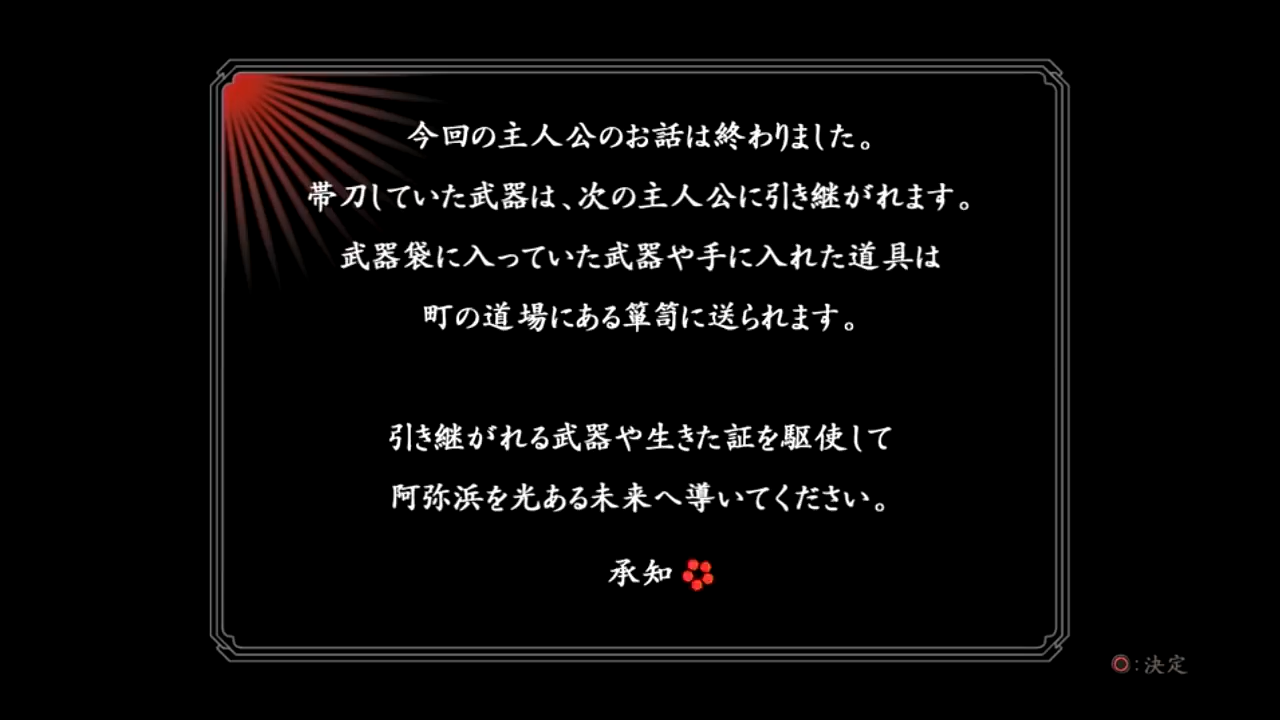 今回の主人公のお話は終わりました。
帯刀していた武器は、次の主人公に引き継がれます。
武器袋に入っていた武器や手に入れた道具は
町の道場にある箪笥に送られます。
引き継がれる武器や生きた証を駆使して
阿弥浜を光ある未来へ導いてください。
承知
○:決定